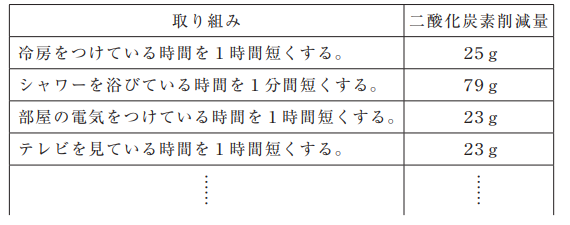 取り組み 二酸化炭素削減量
冷房をつけている時間を1時間短くする。 25g
シャワーを浴びている時間を1分間短くする。 79g
部屋の電気をつけている時間を1時間短くする。 23g
テレビを見ている時間を1時間短くする。 23g
…… ……